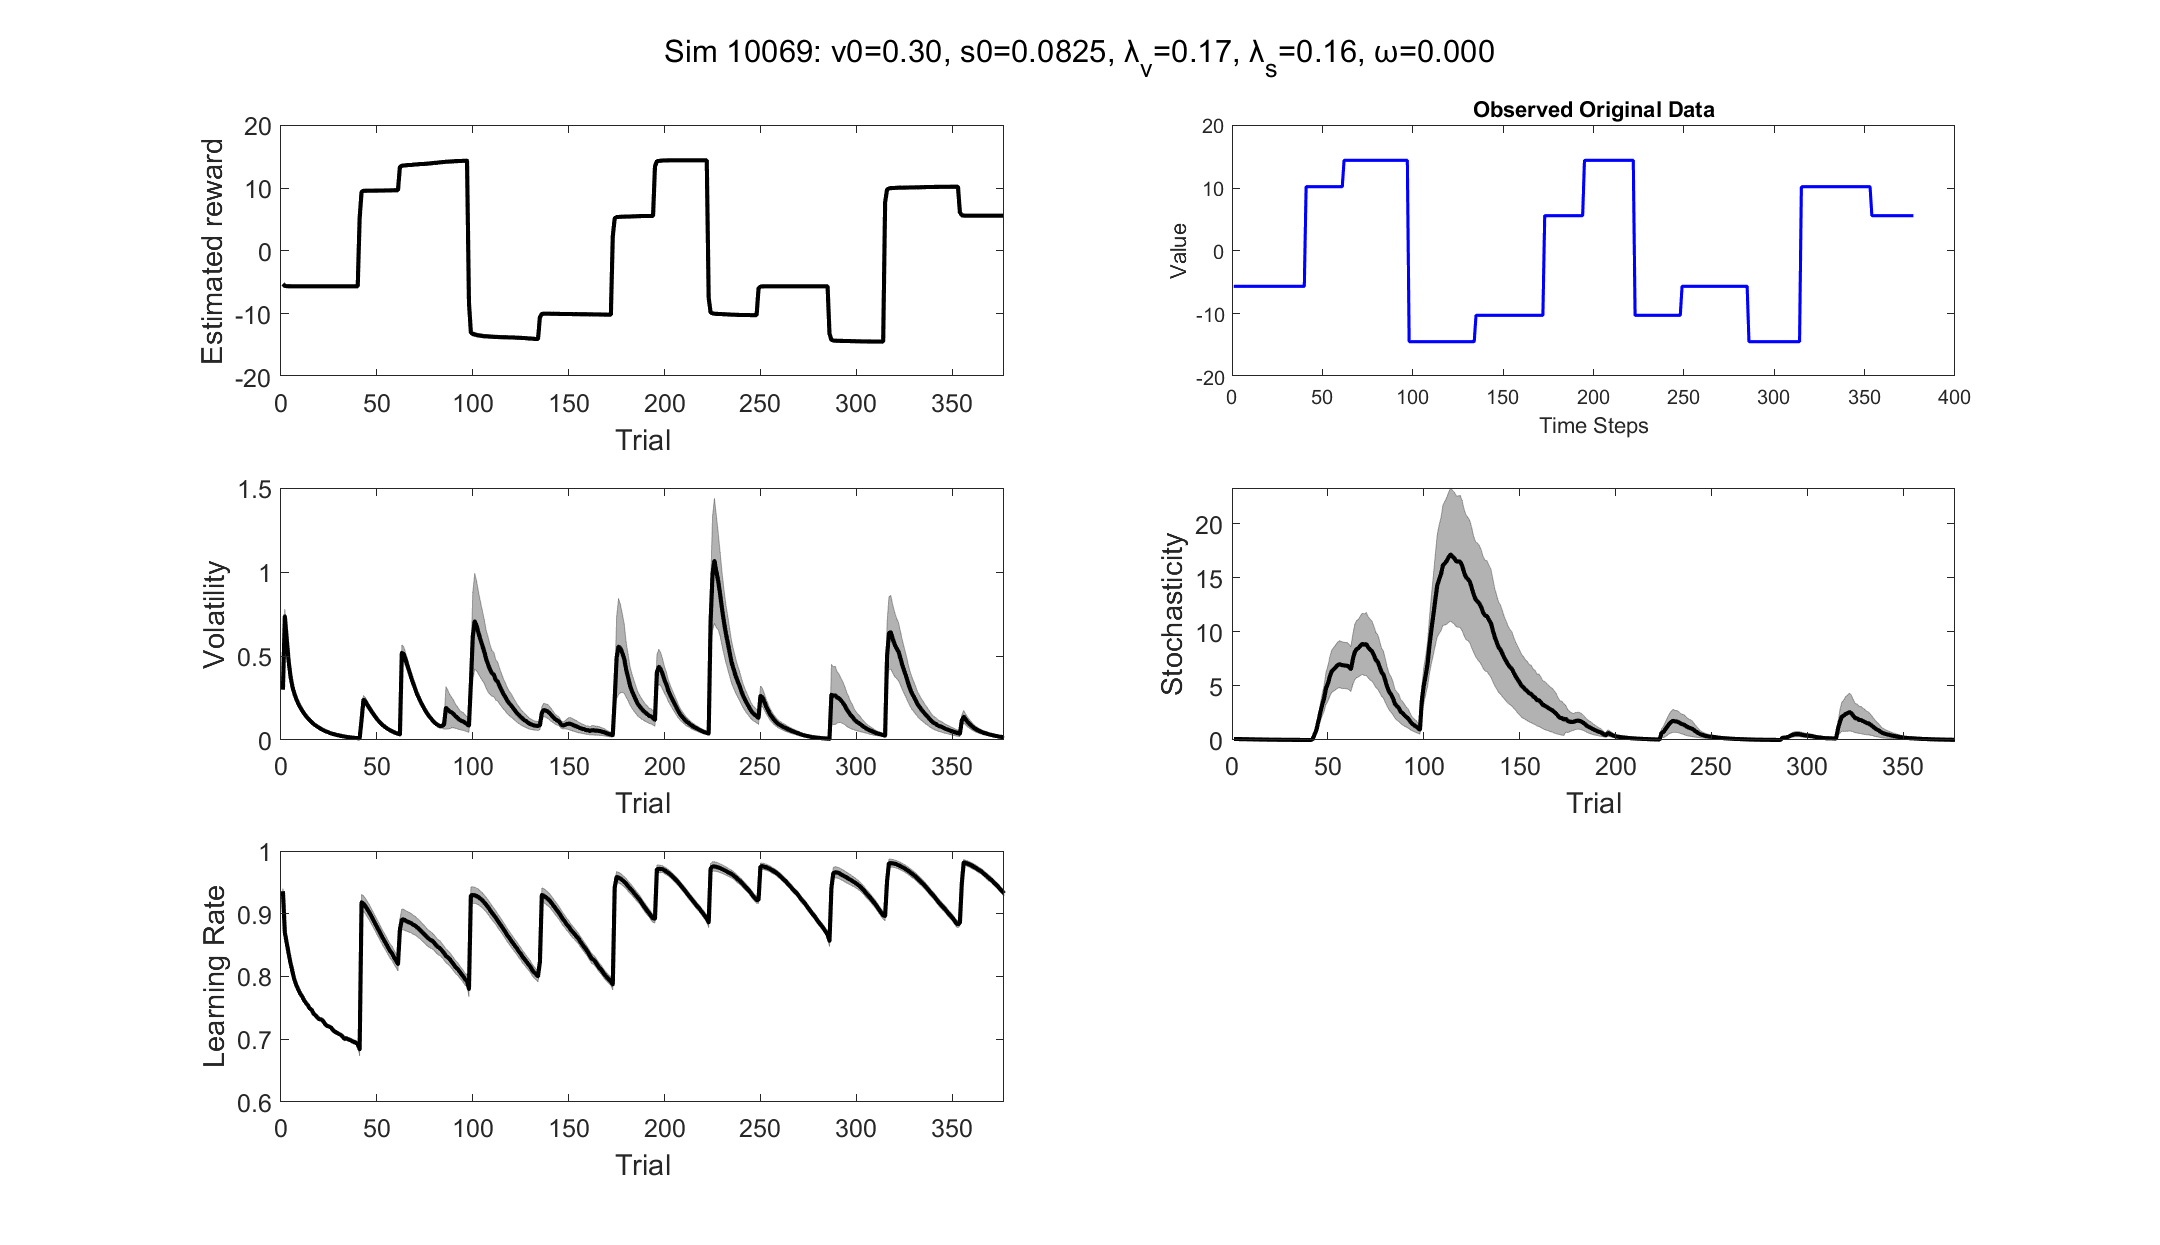 Sim 10069: v0=0.30, s0=0.0825, λv=0.17, λs=0.16, ω=0.000
Estimated reward
20
10
0
-10
-20
0 50 100 150 200 250 300 350
Trial
Observed Original Data
Value
20
10
0
-10
-20
0 50 100 150 200 250 300 350 400
Time Steps
Volatility
1.5
1
0.5
0
0 50 100 150 200 250 300 350
Trial
Stochasticity
20
15
10
5
0
0 50 100 150 200 250 300 350
Trial
Learning Rate
1
0.9
0.8
0.7
0.6
0 50 100 150 200 250 300 350
Trial